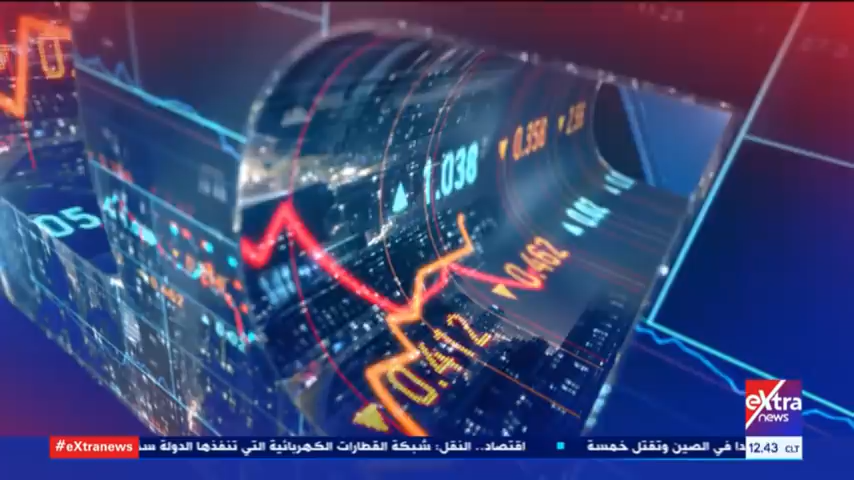 1.038
0.358
0.462
0.412
05
eXtra
news
#eXtranews
اقتصاد.. النقل: شبكة القطارات الكهربائية التي تنفذها الدولة
في الصين وتقتل خمسة
12.43 CLT